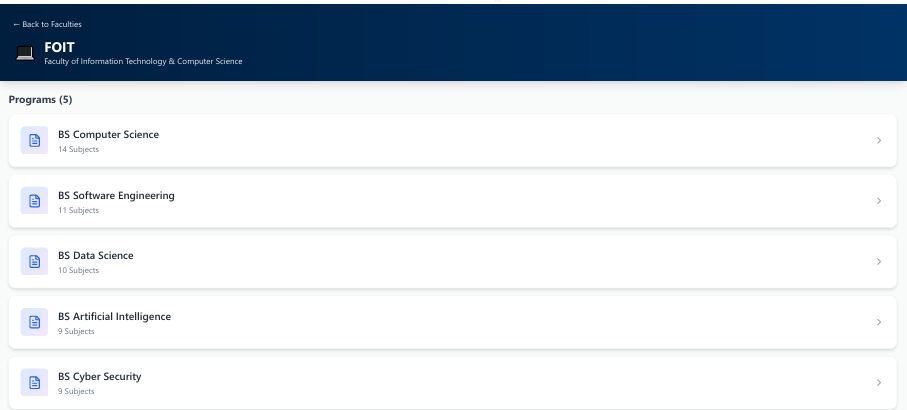 ← Back to Faculties
FOIT
Faculty of Information Technology & Computer Science
Programs (5)
BS Computer Science
14 Subjects
BS Software Engineering
11 Subjects
BS Data Science
10 Subjects
BS Artificial Intelligence
9 Subjects
BS Cyber Security
9 Subjects